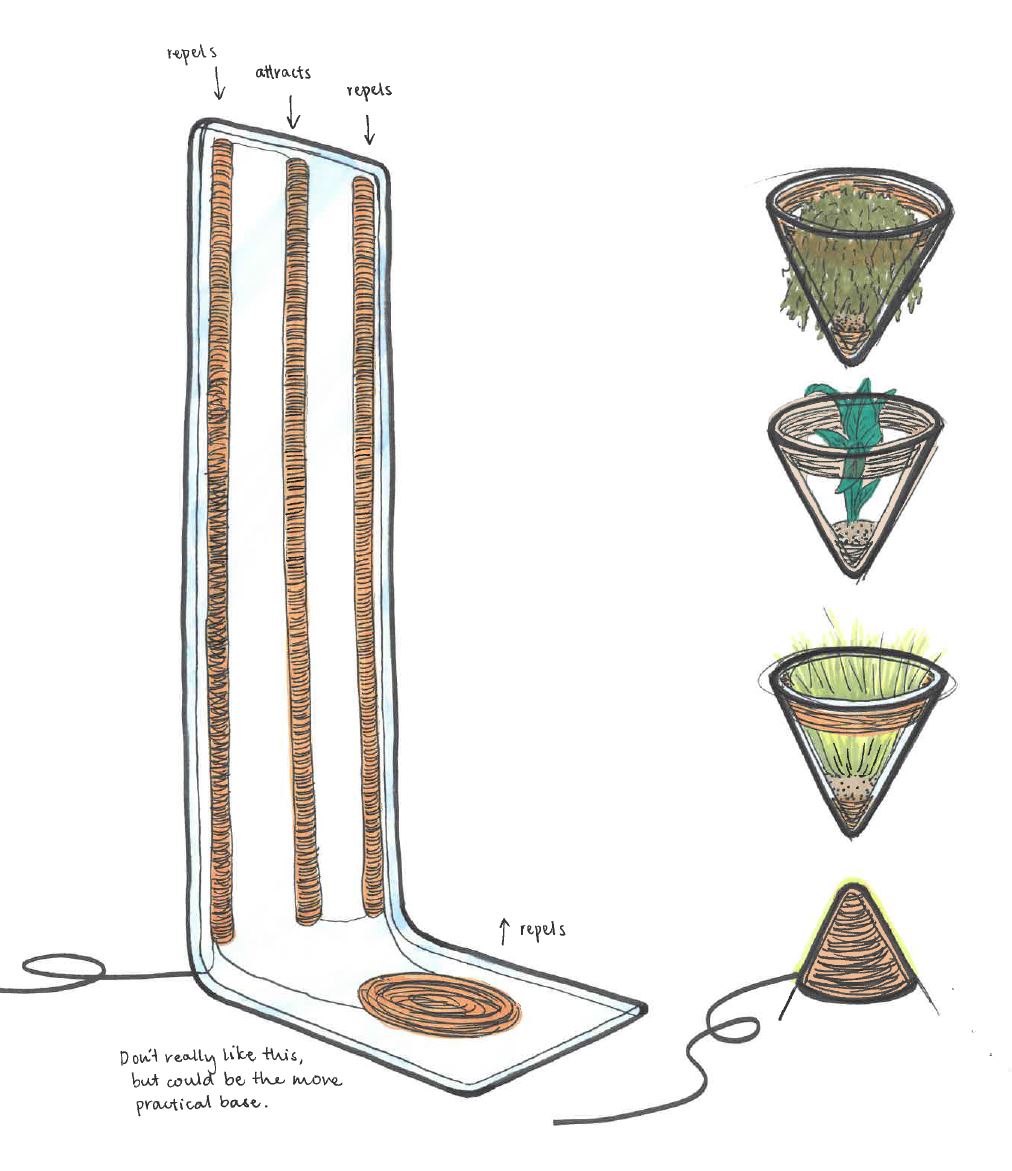 repels
attracts
repels
repels
Don't really like this,
but could be the more
practical base.